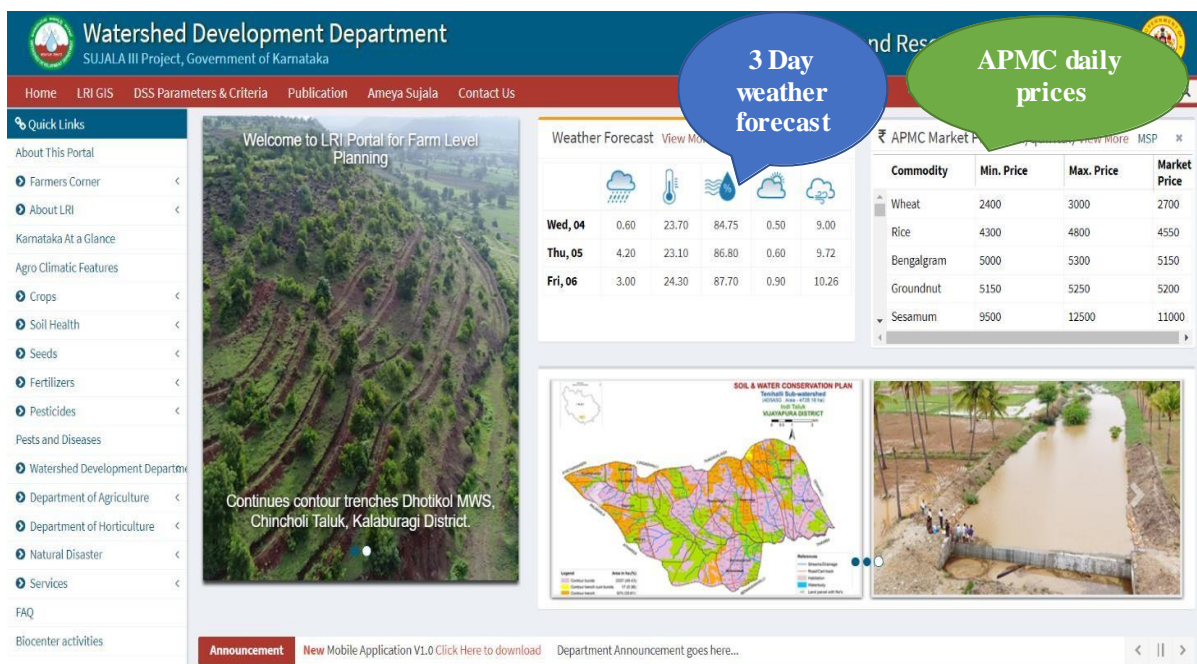 Watershed Development Department
SUJALA III Project, Government of Karnataka
nd Res
3 Day
weather
forecast
APMC daily
prices
Home LRI GIS DSS Parameters & Criteria Publication Ameya Sujala Contact Us
Quick Links
About This Portal
Farmers Corner
About LRI
Karnataka At a Glance
Agro Climatic Features
Crops
Soil Health
Seeds
Fertilizers
Pesticides
Pests and Diseases
Watershed Development Departme
Department of Agriculture
Department of Horticulture
Natural Disaster
Services
FAQ
Biocenter activities
Welcome to LRI Portal for Farm Level
Planning
Continues contour trenches Dhotikol MWS,
Chincholi Taluk, Kalaburagi District.
Weather Forecast View Mo
Wed, 04 0.60 23.70 84.75 0.50 9.00
Thu, 05 4.20 23.10 86.80 0.60 9.72
Fri, 06 3.00 24.30 87.70 0.90 10.26
₹ APMC Market View More MSP ×
Commodity Min. Price Max. Price Market
Price
Wheat 2400 3000 2700
Rice 4300 4800 4550
Bengalgram 5000 5300 5150
Groundnut 5150 5250 5200
Sesamum 9500 12500 11000
SOIL & WATER CONSERVATION PLAN
Indi Taluk
VIJAYAPURA DISTRICT
Legend Area in ha.(%)
References
Announcement New Mobile Application V1.0 Click Here to download Department Announcement goes here...